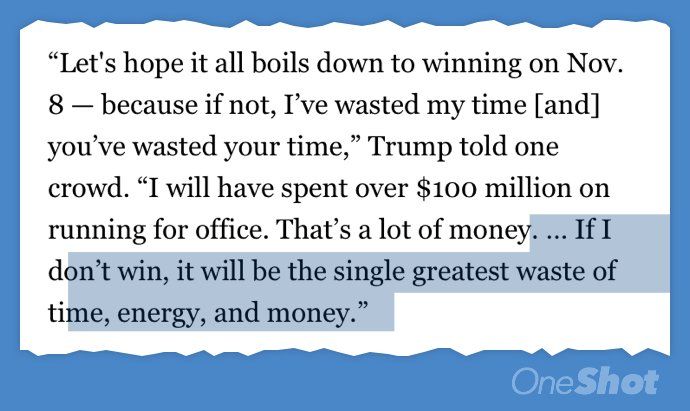 “Let's hope it all boils down to winning on Nov.
8 — because if not, I’ve wasted my time [and]
you’ve wasted your time,” Trump told one
crowd. “I will have spent over $100 million on
running for office. That’s a lot of money. ... If I
don’t win, it will be the single greatest waste of
time, energy, and money.”
OneShot